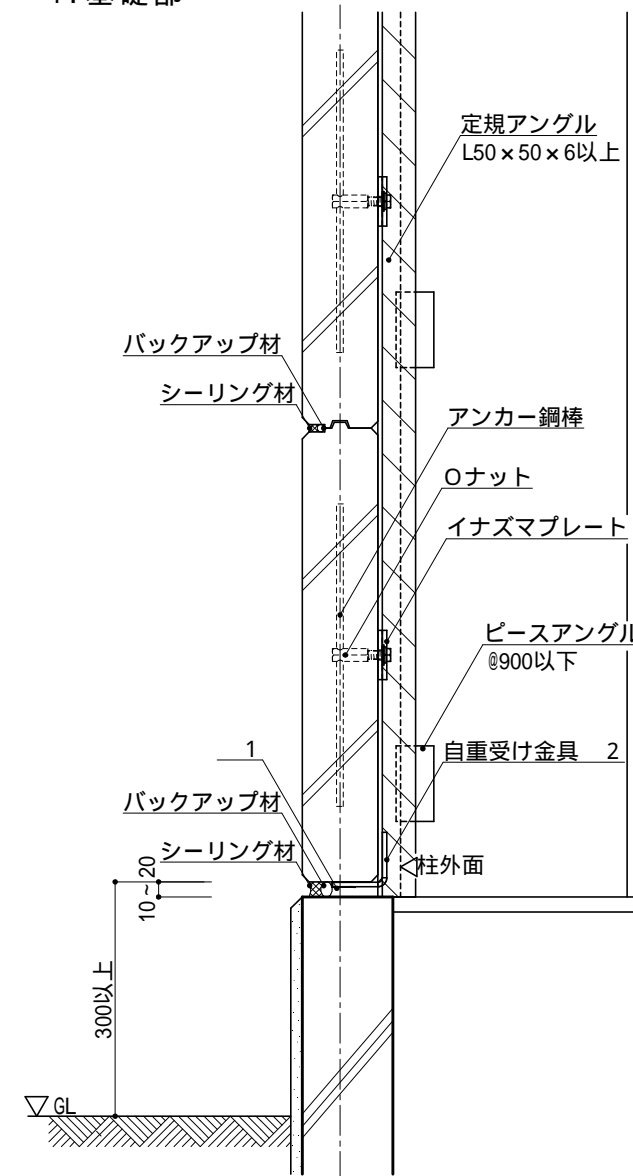 定規アングル
L50×50×6以上
バックアップ材
シーリング材
アンカー鋼棒
Oナット
イナズマプレート
ピースアングル
@900以下
1
自重受け金具 2
バックアップ材
シーリング材
柱外面
10~20
300以上
GL